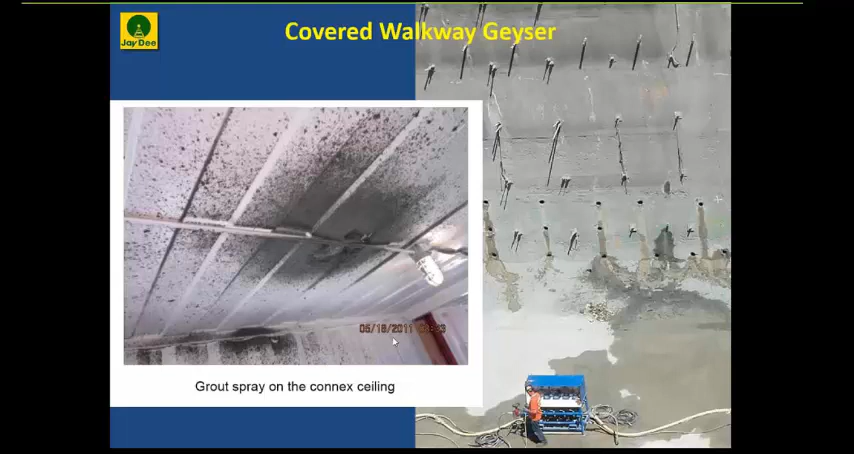 Jay Dee
Covered Walkway Geyser
05/18/2011
Grout spray on the connex ceiling